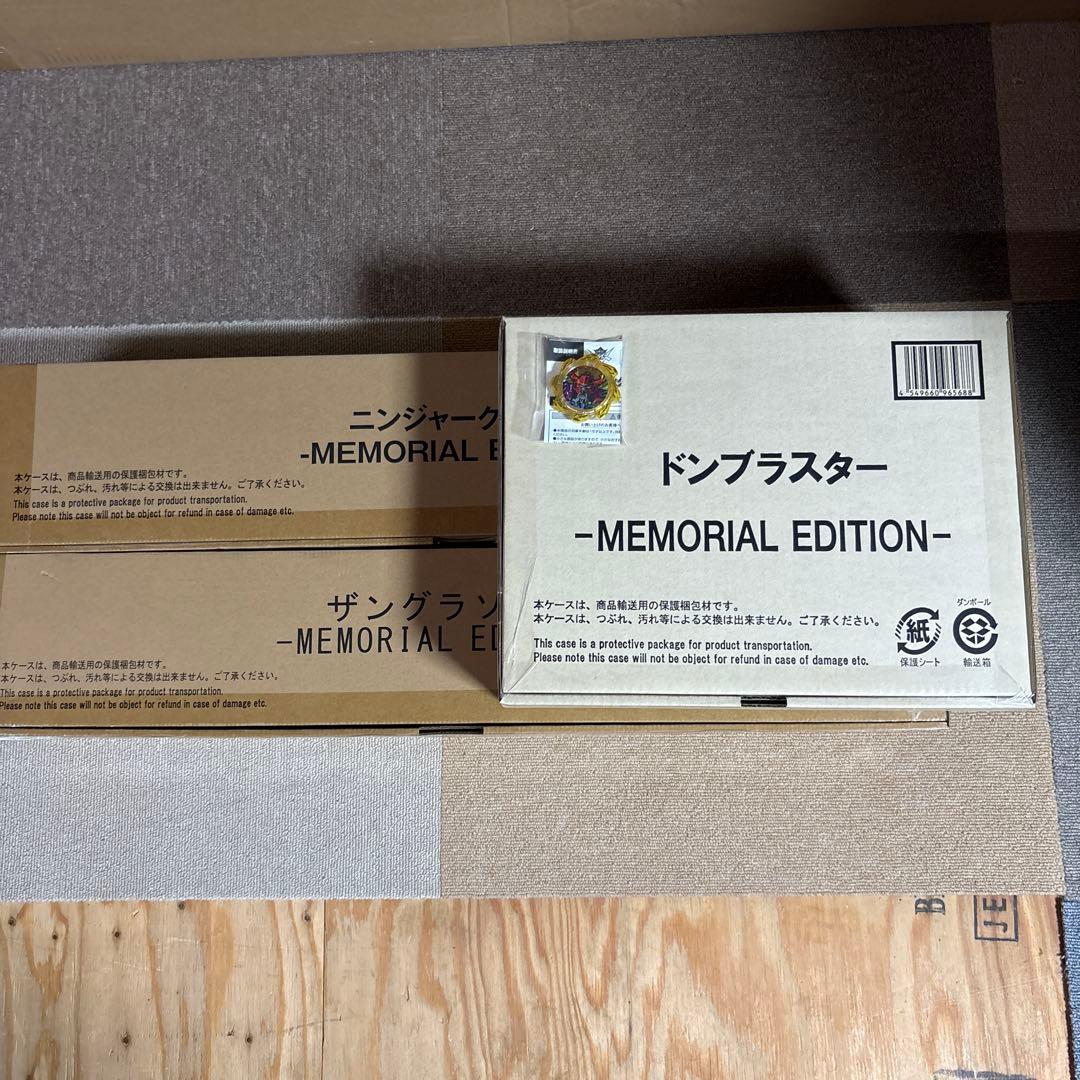 ニンジャーク
-MEMORIAL E
本ケースは、商品輸送用の保護梱包材です。
本ケースは、つぶれ、汚れ等による交換は出来ません。ご了承ください。
This case is a protective package for product transportation.
Please note this case will not be object for refund in case of damage etc.
ザングラソ
-MEMORIAL ED
本ケースは、商品輸送用の保護梱包材です。
本ケースは、つぶれ、汚れ等による交換は出来ません。ご了承ください。
This case is a protective package for product transportation.
Please note this case will not be object for refund in case of damage etc.
取扱説明書
4 549660 965688
ドンブラスター
-MEMORIAL EDITION-
本ケースは、商品輸送用の保護梱包材です。
本ケースは、つぶれ、汚れ等による交換は出来ません。ご了承ください。
This case is a protective package for product transportation.
Please note this case will not be object for refund in case of damage etc.
紙
保護シート
ダンボール
輸送箱
B
JE